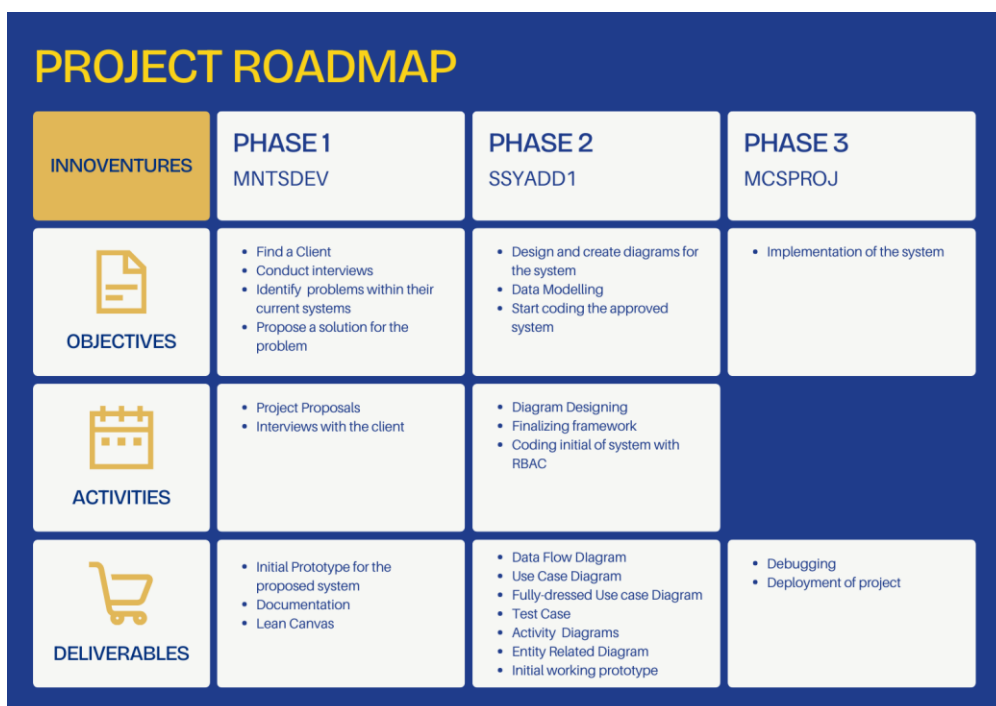 PROJECT ROADMAP
INNOVENTURES
PHASE 1
MNTSDEV
PHASE 2
SSYADD1
PHASE 3
MCSPROJ
OBJECTIVES
• Find a Client
• Conduct interviews
• Identify problems within their
current systems
• Propose a solution for the
problem
• Design and create diagrams for
the system
• Data Modelling
• Start coding the approved
system
• Implementation of the system
ACTIVITIES
• Project Proposals
• Interviews with the client
• Diagram Designing
• Finalizing framework
• Coding initial of system with
RBAC
DELIVERABLES
• Initial Prototype for the
proposed system
• Documentation
• Lean Canvas
• Data Flow DIagram
• Use Case Diagram
• Fully-dressed Use case Diagram
• Test Case
• Activity Diagrams
• Entity Related Diagram
• Initial working prototype
• Debugging
• Deployment of project